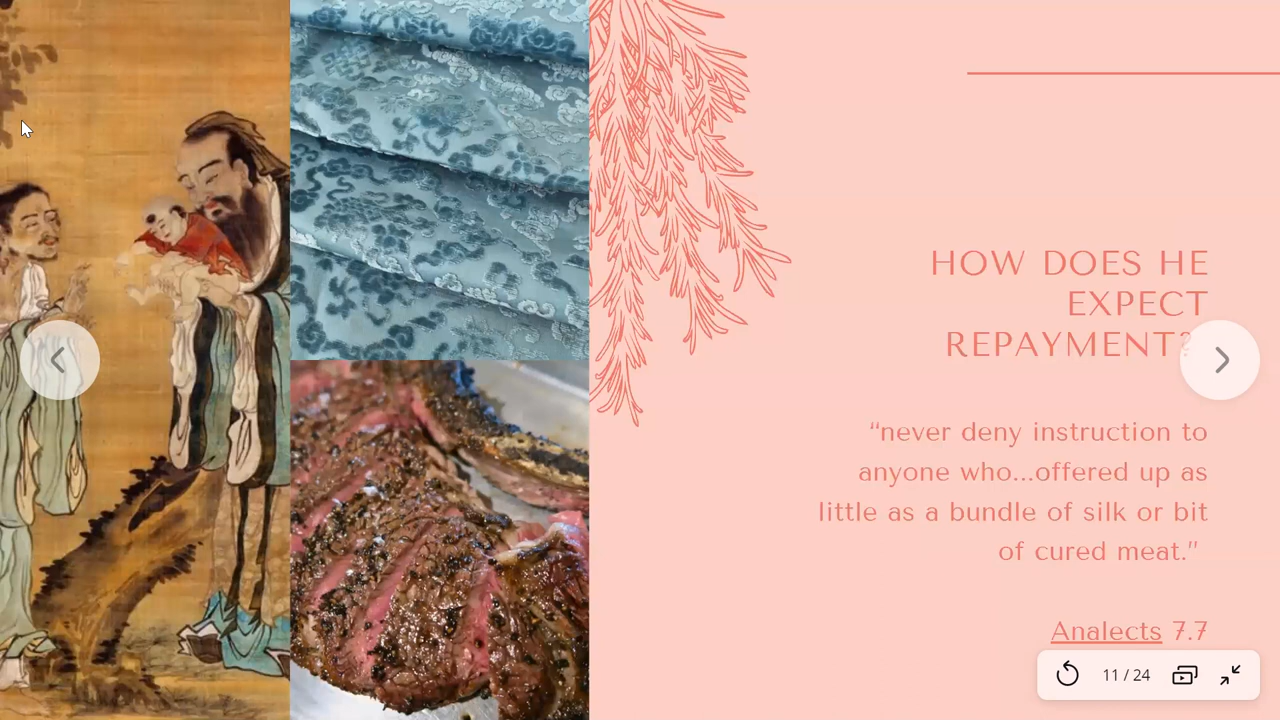 HOW DOES HE
EXPECT
REPAYMENT?
“never deny instruction to
anyone who...offered up as
little as a bundle of silk or bit
of cured meat.”
Analects 7.7
11 / 24